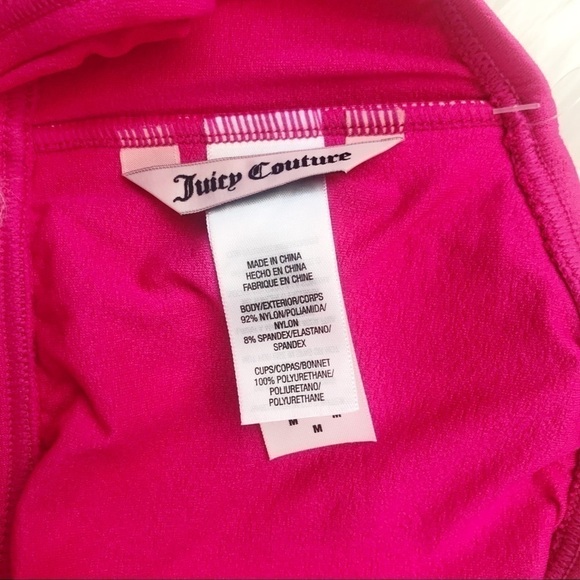 Juicy Couture
MADE IN CHINA
HECHO EN CHINA
FABRIQUE EN CHINE
BODY/EXTERIOR/CORPS
92% NYLON/POLIAMIDA/
NYLON
8% SPANDEX/ELASTANO/
SPANDEX
CUPS/COPAS/BONNET
100% POLYURETHANE/
POLIURETANO/
POLYURETHANE
M M
M